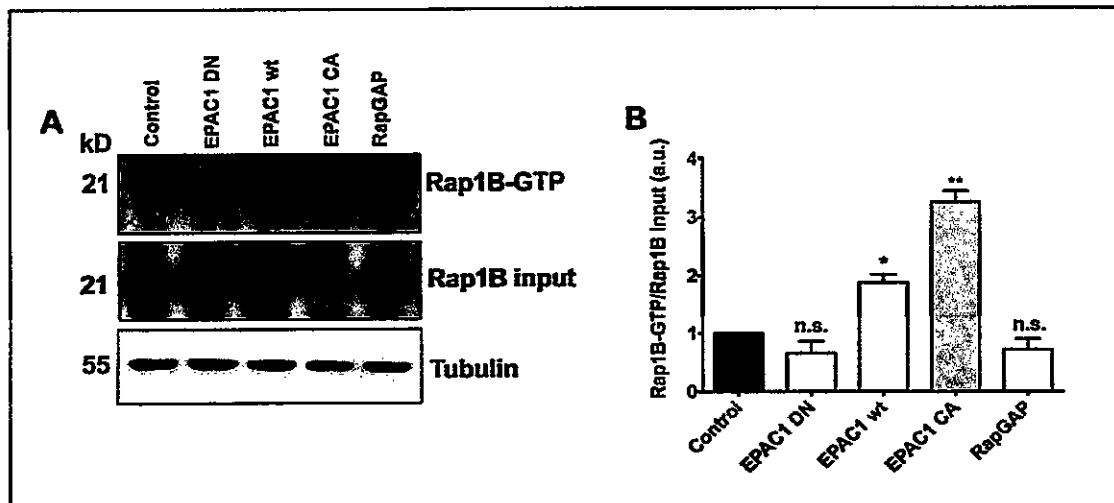 A
kD
Control
EPAC1 DN
EPAC1 wt
EPAC1 CA
RapGAP
21
Rap1B-GTP
21
Rap1B input
55
Tubulin
B
Rap1B-GTP/Rap1B Input (a.u.)
4
3
2
1
0
n.s.
*
**
n.s.
Control
EPAC1 DN
EPAC1 wt
EPAC1 CA
RapGAP